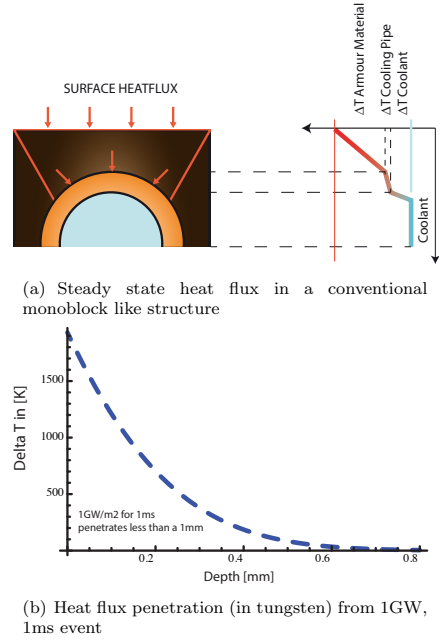 SURFACE HEATFLUX
ΔT Armour Material
ΔT Cooling Pipe
ΔT Coolant
Coolant
(a) Steady state heat flux in a conventional
monoblock like structure
Delta T in [K]
1500
1000
500
1GW/m2 for 1ms
penetrates less than a 1mm
0.2
0.4
0.6
0.8
Depth [mm]
(b) Heat flux penetration (in tungsten) from 1GW,
1ms event